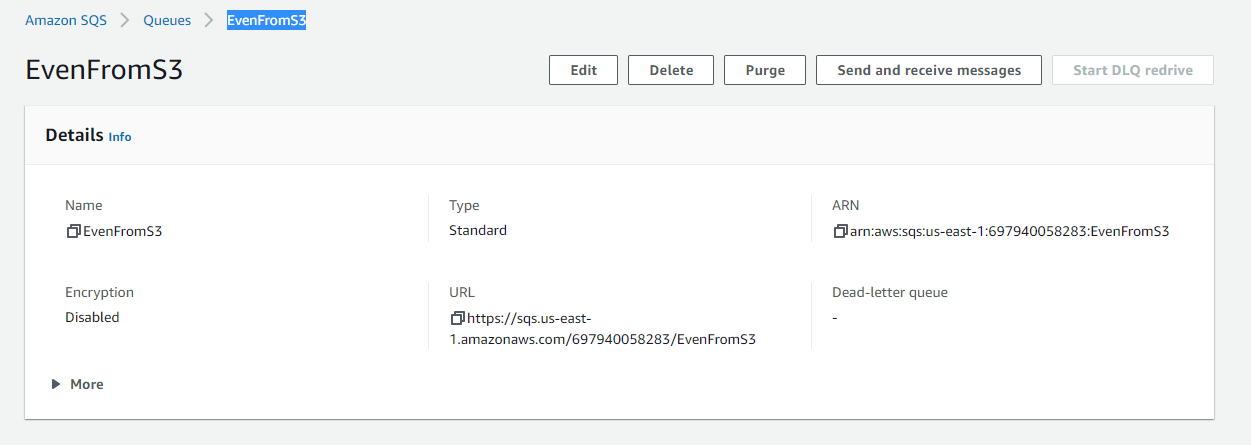 Amazon SQS > Queues > EvenFromS3
EvenFromS3
Edit
Delete
Purge
Send and receive messages
Start DLQ redrive
Details Info
Name
EvenFromS3
Type
Standard
ARN
arn:aws:sqs:us-east-1:697940058283:EvenFromS3
Encryption
Disabled
URL
https://sqs.us-east-
1.amazonaws.com/697940058283/EvenFromS3
Dead-letter queue
-
More